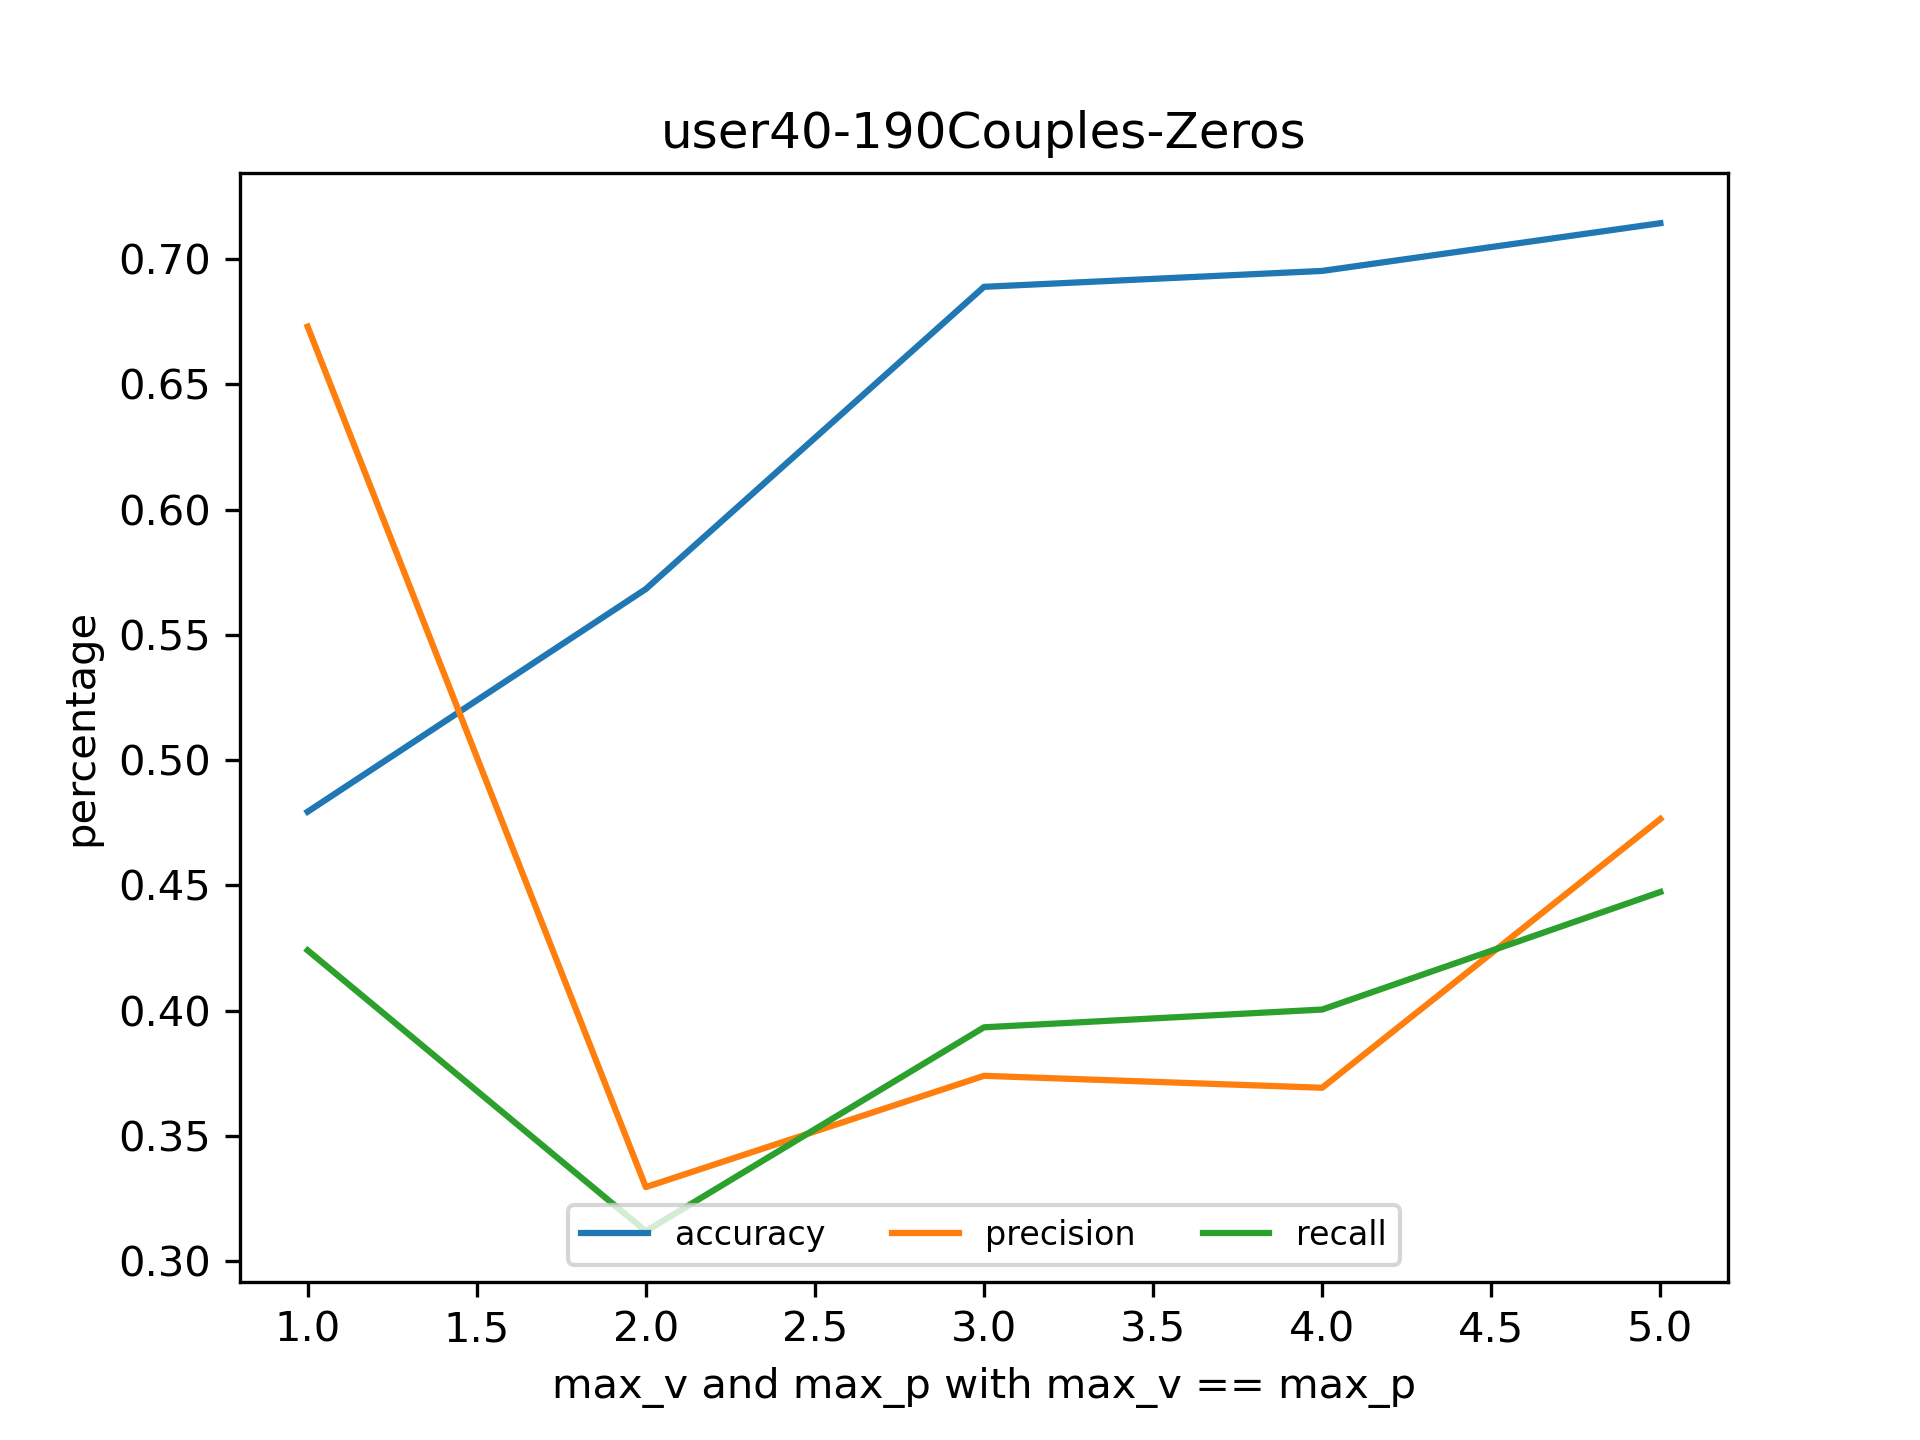 user40-190Couples-Zeros
percentage
0.70
0.65
0.60
0.55
0.50
0.45
0.40
0.35
0.30
accuracy precision recall
1.0 1.5 2.0 2.5 3.0 3.5 4.0 4.5 5.0
max_v and max_p with max_v == max_p